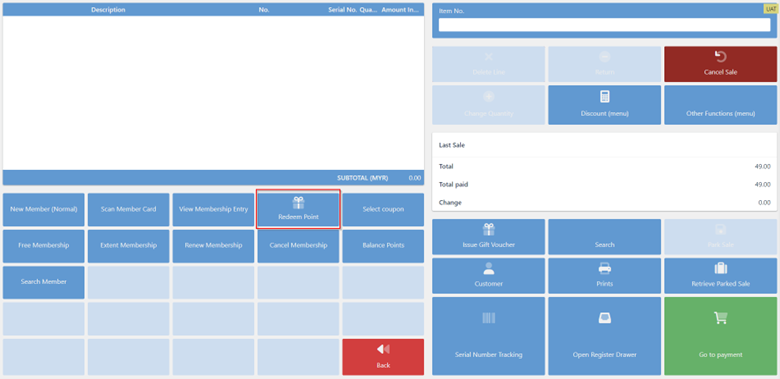 Description No. Serial No. Qua... Amount In...
SUBTOTAL (MYR) 0.00
New Member (Normal) Scan Member Card View Membership Entry Redeem Point Select coupon
Free Membership Extent Membership Renew Membership Cancel Membership Balance Points
Search Member
Back
Item No. UAT
Cancel Sale
Change Quantity Discount (menu) Other Functions (menu)
Last Sale
Total 49.00
Total paid 49.00
Change 0.00
Issue Gift Voucher Search
Customer Prints Retrieve Parked Sale
Serial Number Tracking Open Register Drawer Go to payment